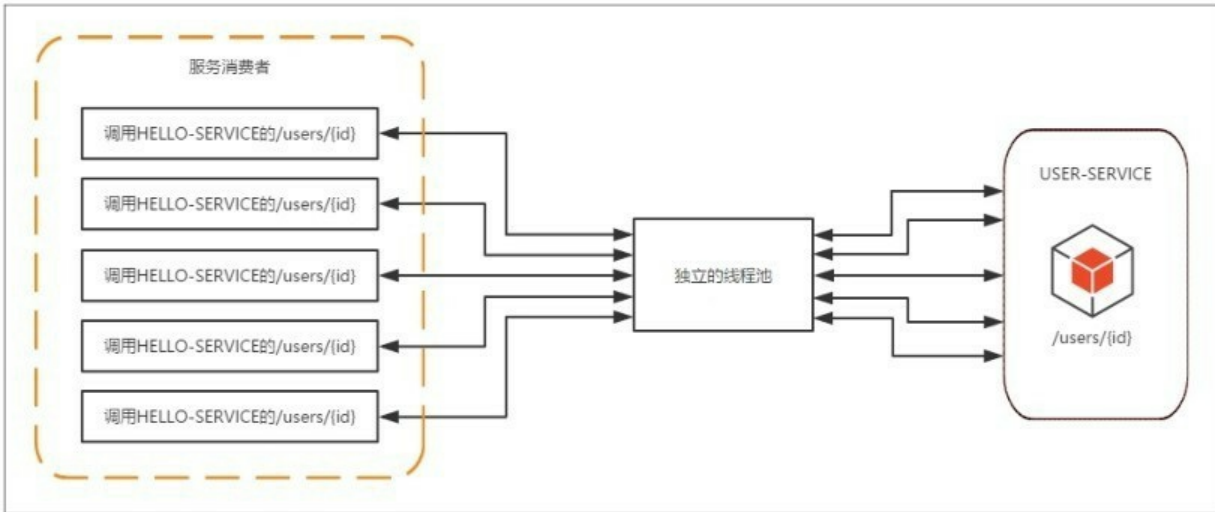 服务消费者
调用HELLO-SERVICE的/users/{id}
调用HELLO-SERVICE的/users/{id}
调用HELLO-SERVICE的/users/{id}
调用HELLO-SERVICE的/users/{id}
调用HELLO-SERVICE的/users/{id}
独立的线程池
USER-SERVICE
/users/{id}